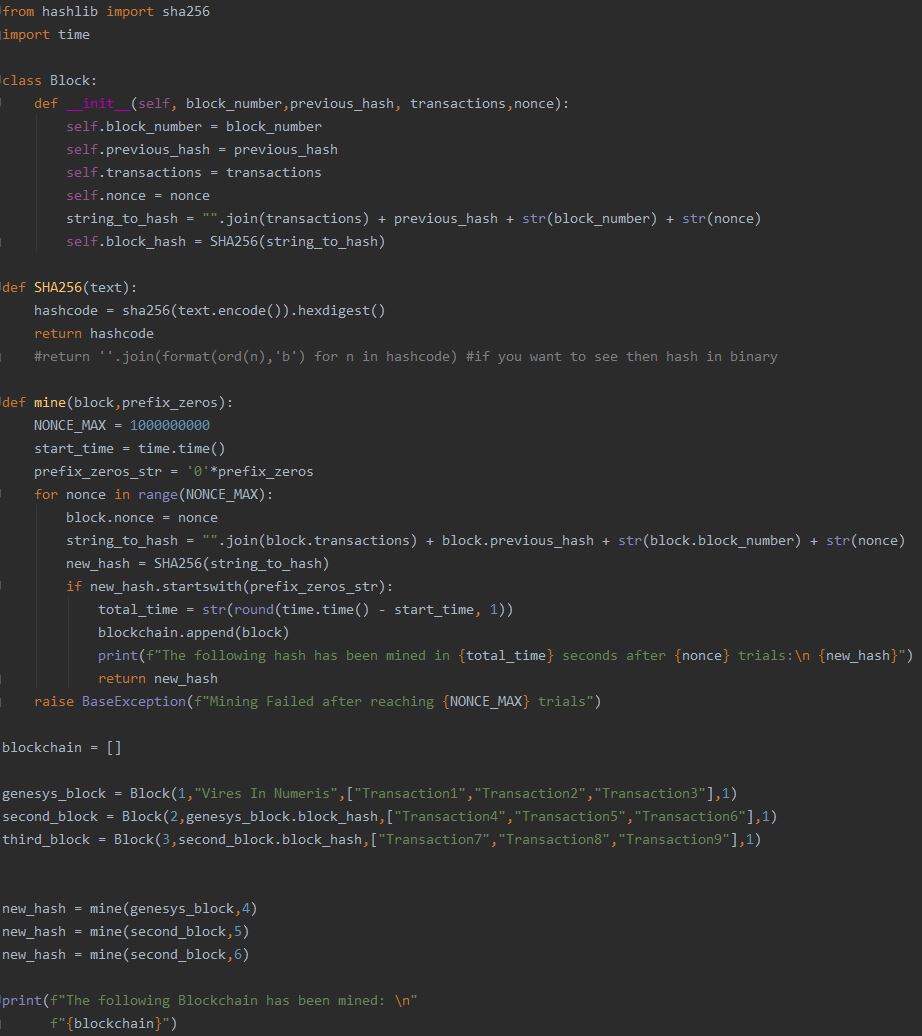 from hashlib import sha256
import time
class Block:
    def __init__(self, block_number,previous_hash, transactions,nonce):
        self.block_number = block_number
        self.previous_hash = previous_hash
        self.transactions = transactions
        self.nonce = nonce
        string_to_hash = "".join(transactions) + previous_hash + str(block_number) + str(nonce)
        self.block_hash = SHA256(string_to_hash)
def SHA256(text):
    hashcode = sha256(text.encode()).hexdigest()
    return hashcode
    #return ''.join(format(ord(n),'b') for n in hashcode) #if you want to see then hash in binary
def mine(block,prefix_zeros):
    NONCE_MAX = 1000000000
    start_time = time.time()
    prefix_zeros_str = '0'*prefix_zeros
    for nonce in range(NONCE_MAX):
        block.nonce = nonce
        string_to_hash = "".join(block.transactions) + block.previous_hash + str(block.block_number) + str(nonce)
        new_hash = SHA256(string_to_hash)
        if new_hash.startswith(prefix_zeros_str):
            total_time = str(round(time.time() - start_time, 1))
            blockchain.append(block)
            print(f"The following hash has been mined in {total_time} seconds after {nonce} trials:\n {new_hash}")
            return new_hash
    raise BaseException(f"Mining Failed after reaching {NONCE_MAX} trials")
blockchain = []
genesys_block = Block(1,"Vires In Numeris",["Transaction1","Transaction2","Transaction3"],1)
second_block = Block(2,genesys_block.block_hash,["Transaction4","Transaction5","Transaction6"],1)
third_block = Block(3,second_block.block_hash,["Transaction7","Transaction8","Transaction9"],1)
new_hash = mine(genesys_block,4)
new_hash = mine(second_block,5)
new_hash = mine(second_block,6)
print(f"The following Blockchain has been mined: \n"
      f"{blockchain}")